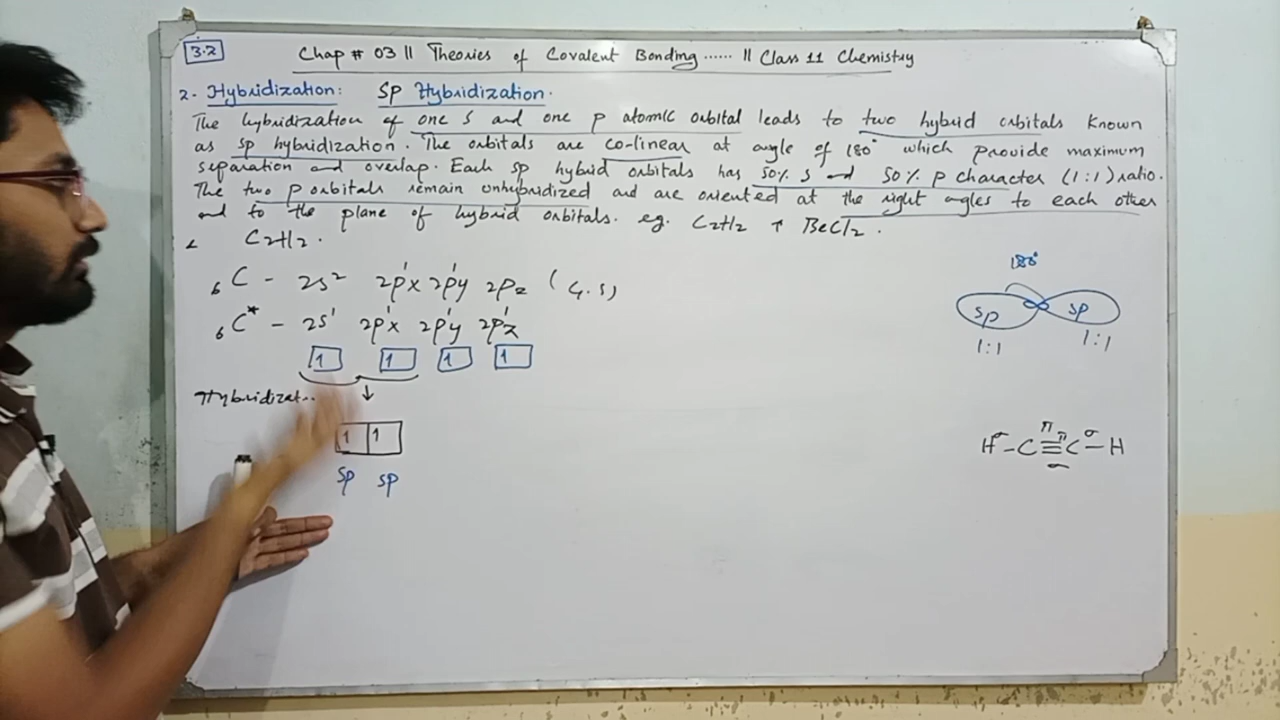 3.2
Chap # 03 || Theories of Covalent Bonding ...... || Class 11 Chemistry
2. Hybridization: Sp Hybridization.
The hybridization of one s and one p atomic orbital leads to two hybrid orbitals known
as sp hybridization. The orbitals are co-linear at angle of 180° which provide maximum
separation and overlap. Each sp hybrid orbitals has 50% s and 50% p character (1:1) ratio.
The two p orbitals remain unhybridized and are oriented at the right angles to each other
and to the plane of hybrid orbitals. eg. C2H2 & BeCl2.
C2H2.
6C - 2s² 2p¹x 2p¹y 2pz (G.S)
6C* - 2s¹ 2p¹x 2p¹y 2p¹z
1 1 1 1
Hybridizat...
1 1
sp sp
180°
sp sp
1:1 1:1
π
H σ - C ≡ π C σ - H
σ